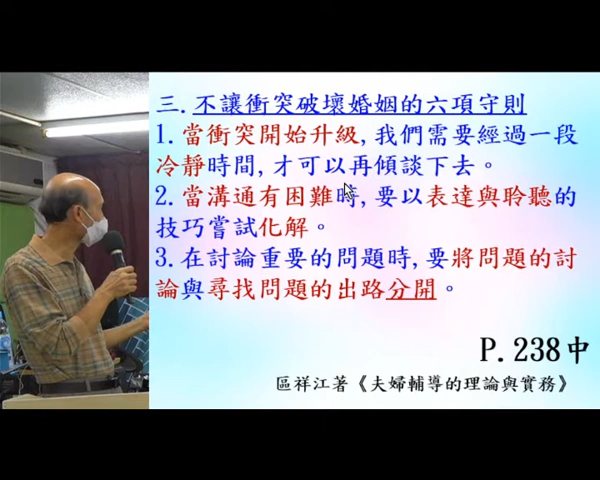 三.不讓衝突破壞婚姻的六項守則
1.當衝突開始升級,我們需要經過一段
冷靜時間,才可以再傾談下去。
2.當溝通有困難時,要以表達與聆聽的
技巧嘗試化解。
3.在討論重要的問題時,要將問題的討
論與尋找問題的出路分開。
P.238中
區祥江著《夫婦輔導的理論與實務》